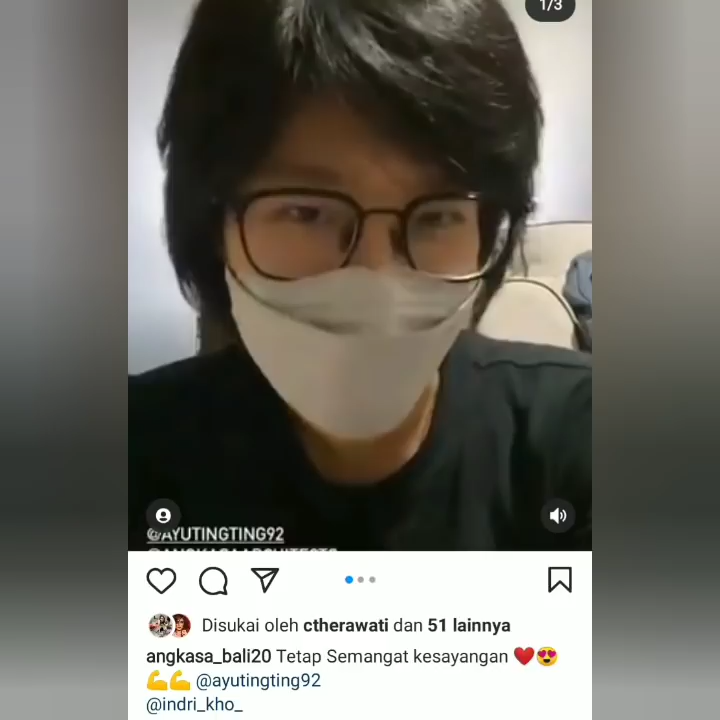 1/3
@AYUTINGTING92
Disukai oleh ctherawati dan 51 lainnya
angkasa_bali20 Tetap Semangat kesayangan ❤️😍
💪💪 @ayutingting92
@indri_kho_